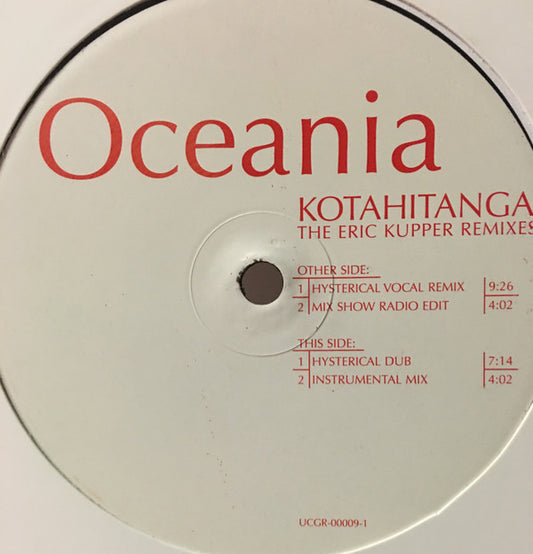 Oceania
KOTAHITANGA
THE ERIC KUPPER REMIXES
OTHER SIDE:
1 HYSTERICAL VOCAL REMIX 9:26
2 MIX SHOW RADIO EDIT 4:02
THIS SIDE:
1 HYSTERICAL DUB 7:14
2 INSTRUMENTAL MIX 4:02
UCGR-00009-1